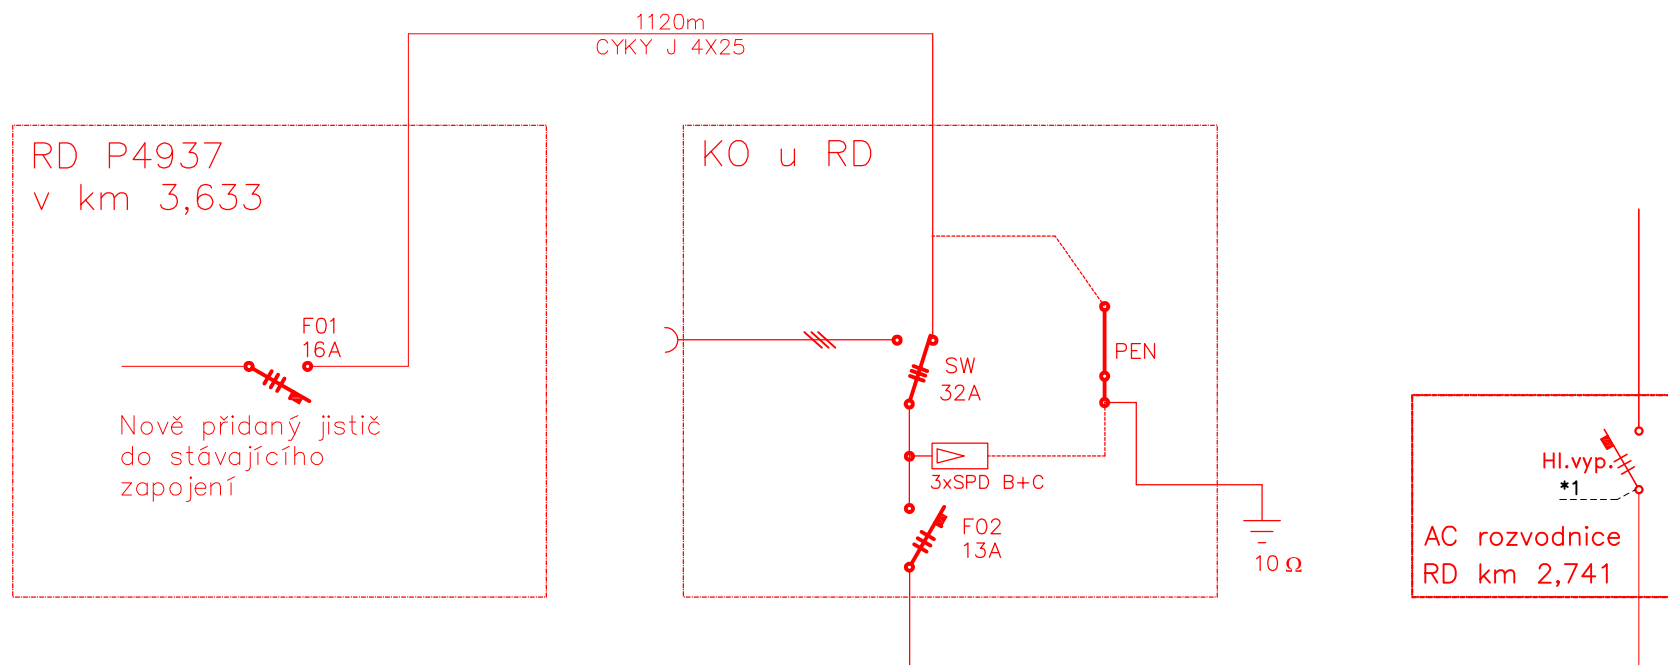 1120m
CYKY J 4X25
RD P4937
v km 3,633
F01
16A
Nově přidaný jistič
do stávajícího
zapojení
KO u RD
SW
32A
PEN
3xSPD B+C
F02
13A
10 Ω
Hl.vyp.
*1
AC rozvodnice
RD km 2,741